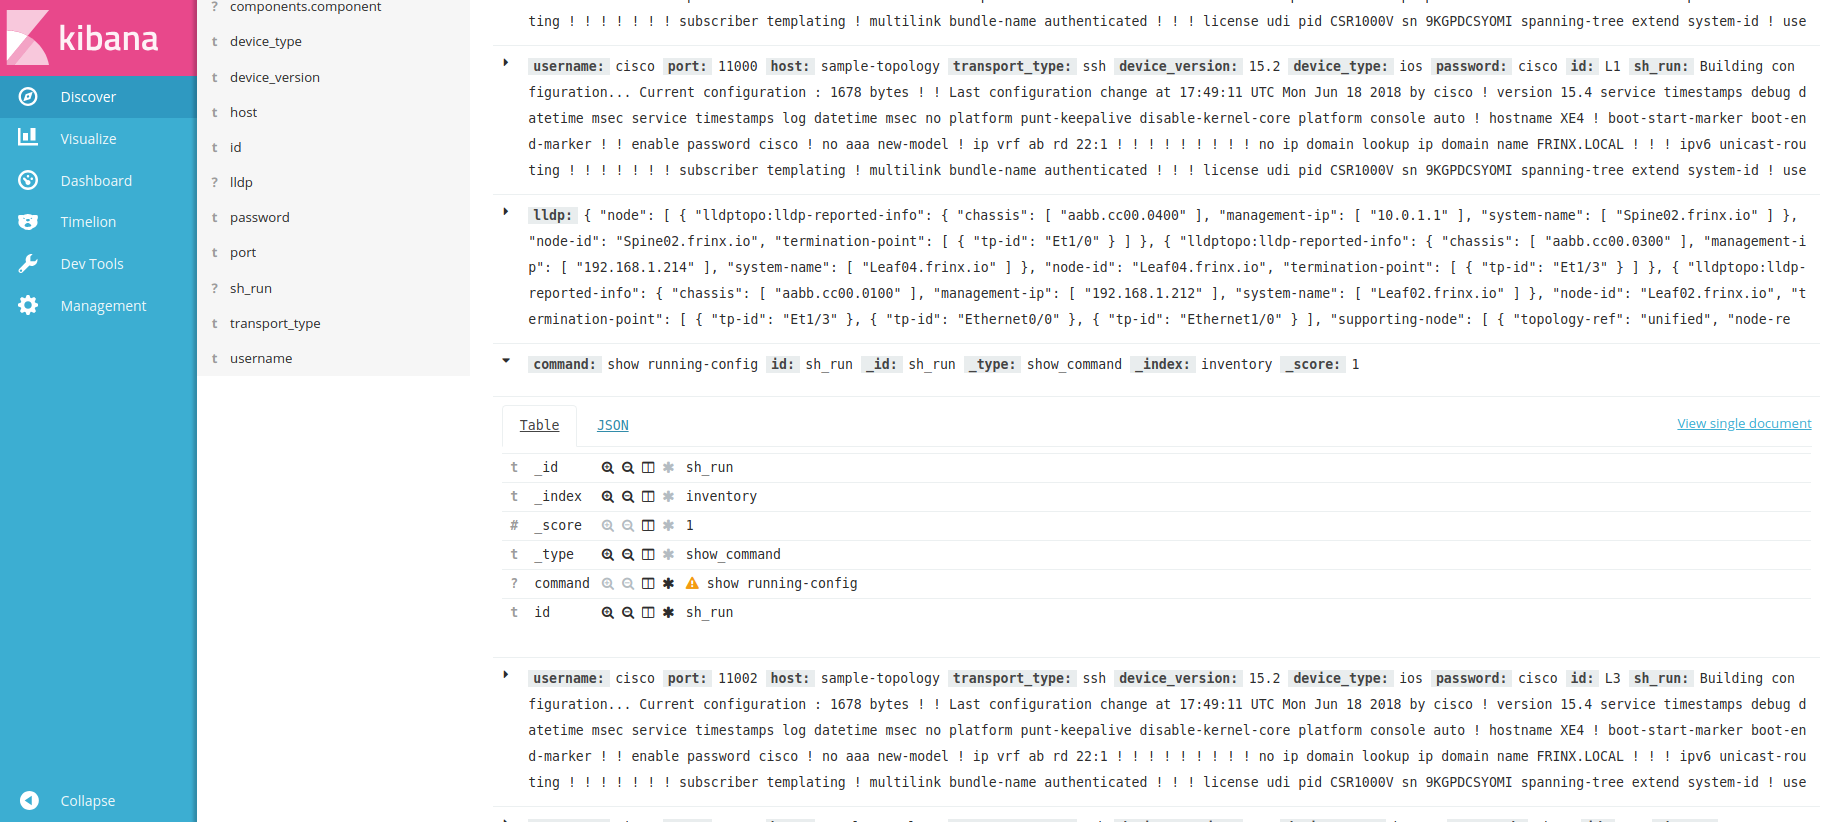 kibana
Discover
Visualize
Dashboard
Timelion
Dev Tools
Management
Collapse
? components.component
t device_type
t device_version
t host
t id
? lldp
t password
t port
? sh_run
t transport_type
t username
ting ! ! ! ! ! ! ! subscriber templating ! multilink bundle-name authenticated ! ! ! license udi pid CSR1000V sn 9KGPDCSYOMI spanning-tree extend system-id ! use
username: cisco port: 11000 host: sample-topology transport_type: ssh device_version: 15.2 device_type: ios password: cisco id: L1 sh_run: Building con
figuration... Current configuration : 1678 bytes ! ! Last configuration change at 17:49:11 UTC Mon Jun 18 2018 by cisco ! version 15.4 service timestamps debug d
atetime msec service timestamps log datetime msec no platform punt-keepalive disable-kernel-core platform console auto ! hostname XE4 ! boot-start-marker boot-en
d-marker ! ! enable password cisco ! no aaa new-model ! ip vrf ab rd 22:1 ! ! ! ! ! ! ! ! ! no ip domain lookup ip domain name FRINX.LOCAL ! ! ! ipv6 unicast-rou
ting ! ! ! ! ! ! ! subscriber templating ! multilink bundle-name authenticated ! ! ! license udi pid CSR1000V sn 9KGPDCSYOMI spanning-tree extend system-id ! use
lldp: { "node": [ { "lldptopo:lldp-reported-info": { "chassis": [ "aabb.cc00.0400" ], "management-ip": [ "10.0.1.1" ], "system-name": [ "Spine02.frinx.io" ] },
"node-id": "Spine02.frinx.io", "termination-point": [ { "tp-id": "Et1/0" } ] }, { "lldptopo:lldp-reported-info": { "chassis": [ "aabb.cc00.0300" ], "management-i
p": [ "192.168.1.214" ], "system-name": [ "Leaf04.frinx.io" ] }, "node-id": "Leaf04.frinx.io", "termination-point": [ { "tp-id": "Et1/3" } ] }, { "lldptopo:lldp-
reported-info": { "chassis": [ "aabb.cc00.0100" ], "management-ip": [ "192.168.1.212" ], "system-name": [ "Leaf02.frinx.io" ] }, "node-id": "Leaf02.frinx.io", "t
ermination-point": [ { "tp-id": "Et1/3" }, { "tp-id": "Ethernet0/0" }, { "tp-id": "Ethernet1/0" } ], "supporting-node": [ { "topology-ref": "unified", "node-re
command: show running-config id: sh_run _id: sh_run _type: show_command _index: inventory _score: 1
Table JSON View single document
t _id sh_run
t _index inventory
# _score 1
t _type show_command
? command show running-config
t id sh_run
username: cisco port: 11002 host: sample-topology transport_type: ssh device_version: 15.2 device_type: ios password: cisco id: L3 sh_run: Building con
figuration... Current configuration : 1678 bytes ! ! Last configuration change at 17:49:11 UTC Mon Jun 18 2018 by cisco ! version 15.4 service timestamps debug d
atetime msec service timestamps log datetime msec no platform punt-keepalive disable-kernel-core platform console auto ! hostname XE4 ! boot-start-marker boot-en
d-marker ! ! enable password cisco ! no aaa new-model ! ip vrf ab rd 22:1 ! ! ! ! ! ! ! ! ! no ip domain lookup ip domain name FRINX.LOCAL ! ! ! ipv6 unicast-rou
ting ! ! ! ! ! ! ! subscriber templating ! multilink bundle-name authenticated ! ! ! license udi pid CSR1000V sn 9KGPDCSYOMI spanning-tree extend system-id ! use